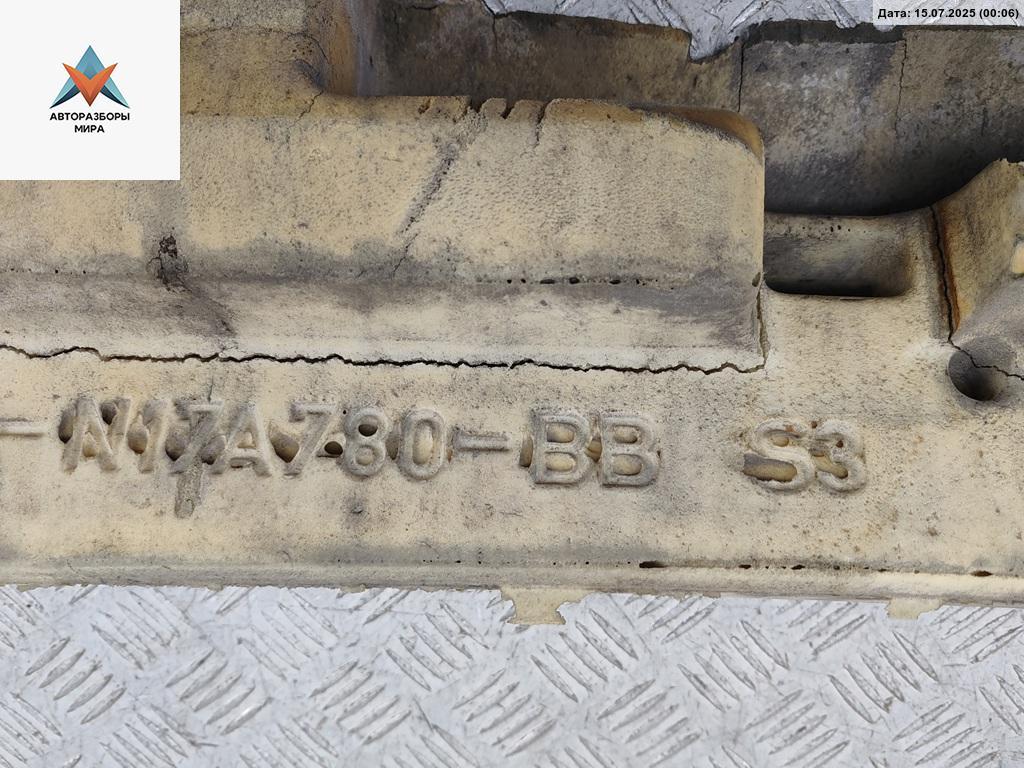 Дата: 15.07.2025 (00:06)
АВТОРАЗБОРЫ
МИРА
-N17A780-BB S3